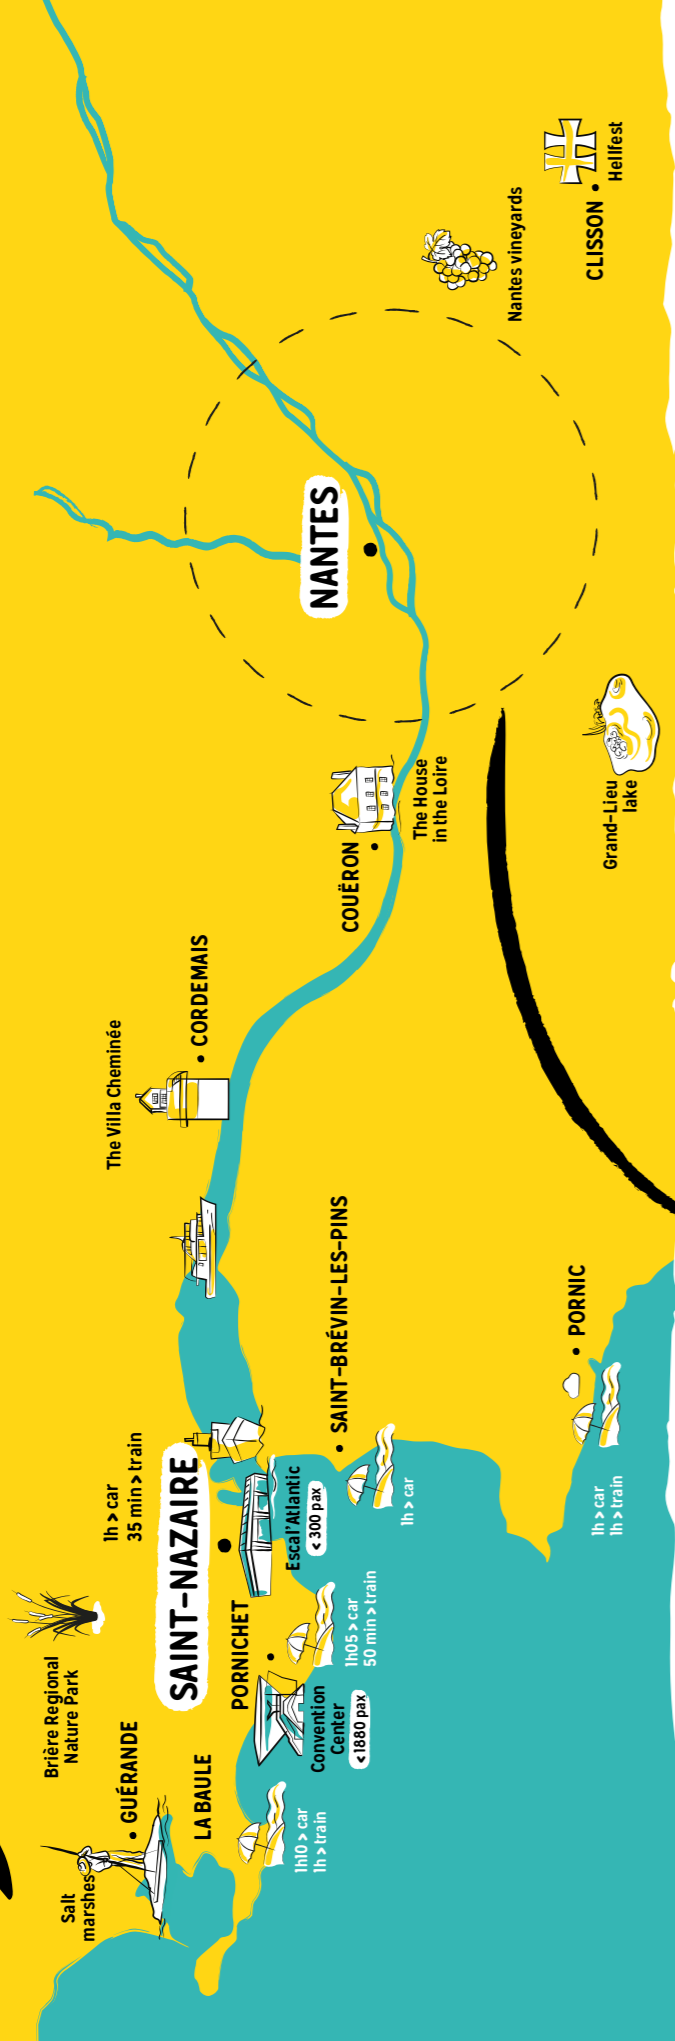 Salt
marshes
GUÉRANDE
LA BAULE
1h10 > car
1h > train
Brière Regional
Nature Park
Convention
Center
< 1880 pax
PORNICHET
1h05 > car
50 min > train
SAINT-NAZAIRE
1h > car
35 min > train
Escal'Atlantic
< 300 pax
SAINT-BRÉVIN-LES-PINS
1h > car
PORNIC
1h > car
1h > train
The Villa Cheminée
CORDEMAIS
COUËRON
The House
in the Loire
Grand-Lieu
lake
NANTES
Nantes vineyards
CLISSON
Hellfest